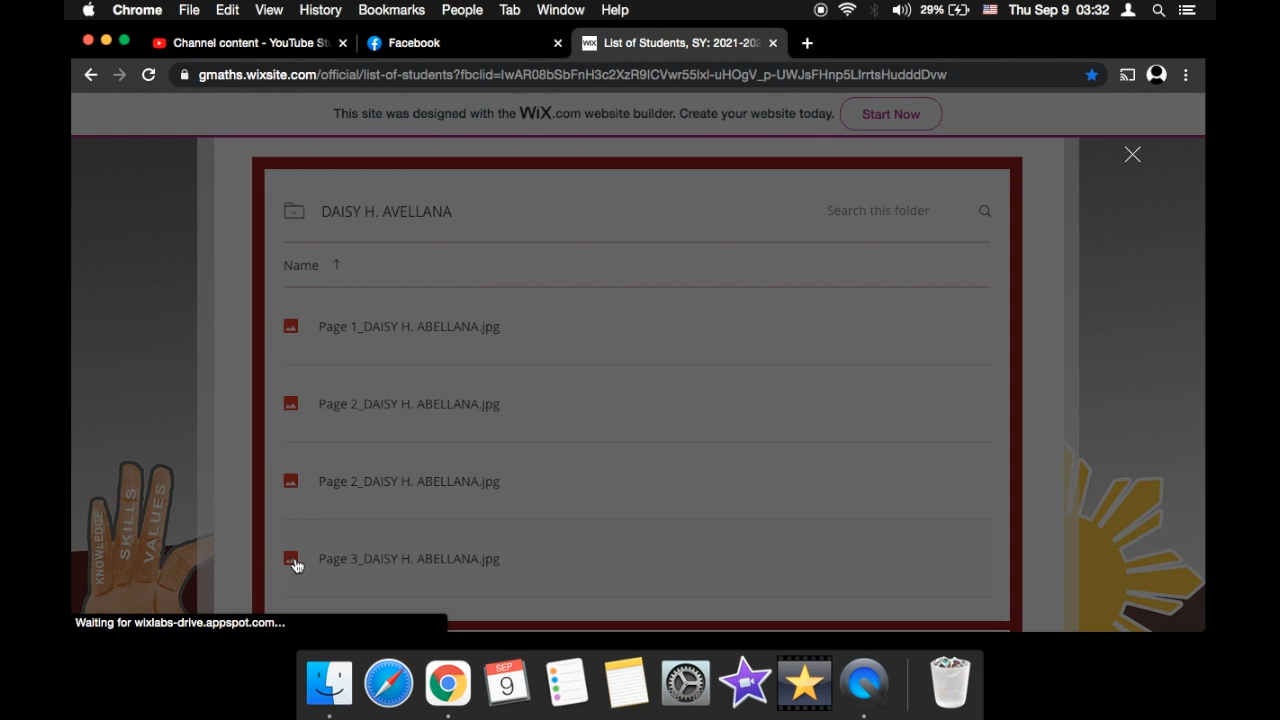 Chrome File Edit View History Bookmarks People Tab Window Help 29% Thu Sep 9 03:32
Channel content - YouTube St Facebook WiX List of Students, SY: 2021-202
gmaths.wixsite.com/official/list-of-students?fbclid=IwAR08bSbFnH3c2XzR9ICVwr55lxl-uHOgV_p-UWJsFHnp5LIrrtsHudddDvw
This site was designed with the WiX.com website builder. Create your website today. Start Now
DAISY H. AVELLANA Search this folder
Name ↑
Page 1_DAISY H. ABELLANA.jpg
Page 2_DAISY H. ABELLANA.jpg
Page 2_DAISY H. ABELLANA.jpg
Page 3_DAISY H. ABELLANA.jpg
KNOWLEDGE
SKILLS
VALUES
Waiting for wixlabs-drive.appspot.com...
SEP
9